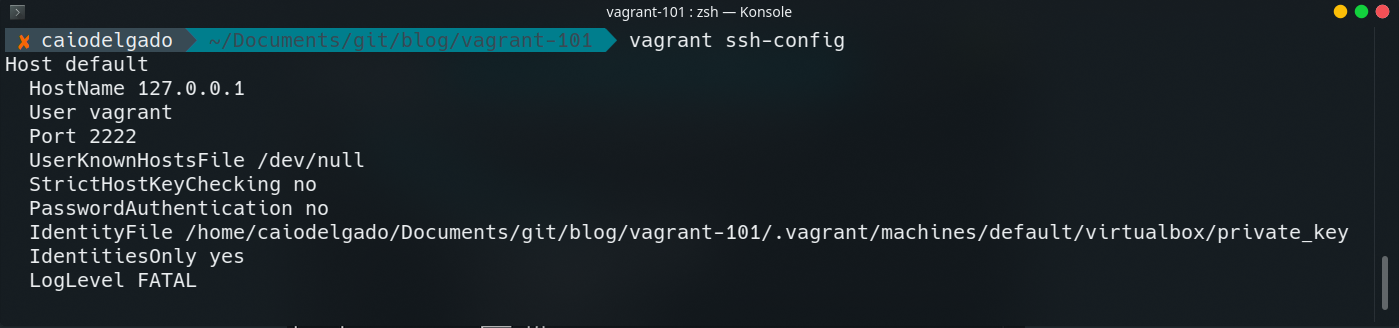 vagrant-101 : zsh — Konsole
✘ caiodelgado ~/Documents/git/blog/vagrant-101 vagrant ssh-config
Host default
  HostName 127.0.0.1
  User vagrant
  Port 2222
  UserKnownHostsFile /dev/null
  StrictHostKeyChecking no
  PasswordAuthentication no
  IdentityFile /home/caiodelgado/Documents/git/blog/vagrant-101/.vagrant/machines/default/virtualbox/private_key
  IdentitiesOnly yes
  LogLevel FATAL